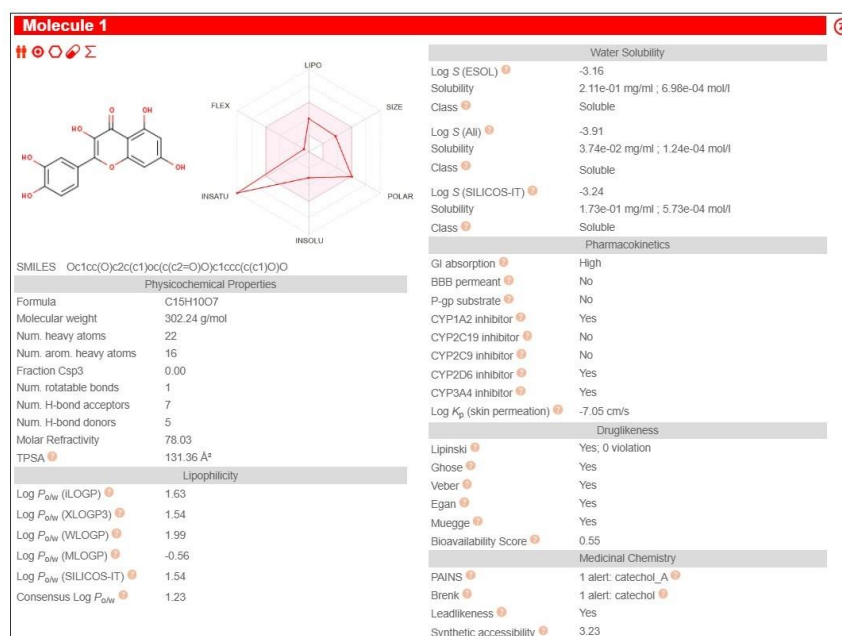 Molecule 1
LIPO
FLEX
SIZE
INSATU
POLAR
INSOLU
O
OH
HO
HO
O
OH
HO
SMILES Oc1cc(O)c2c(c1)oc(c(c2=O)O)c1ccc(c(c1)O)O
Physicochemical Properties
Formula C15H10O7
Molecular weight 302.24 g/mol
Num. heavy atoms 22
Num. arom. heavy atoms 16
Fraction Csp3 0.00
Num. rotatable bonds 1
Num. H-bond acceptors 7
Num. H-bond donors 5
Molar Refractivity 78.03
TPSA ? 131.36 Å²
Lipophilicity
Log Po/w (iLOGP) ? 1.63
Log Po/w (XLOGP3) ? 1.54
Log Po/w (WLOGP) ? 1.99
Log Po/w (MLOGP) ? -0.56
Log Po/w (SILICOS-IT) ? 1.54
Consensus Log Po/w ? 1.23
Water Solubility
Log S (ESOL) ? -3.16
Solubility 2.11e-01 mg/ml ; 6.98e-04 mol/l
Class ? Soluble
Log S (Ali) ? -3.91
Solubility 3.74e-02 mg/ml ; 1.24e-04 mol/l
Class ? Soluble
Log S (SILICOS-IT) ? -3.24
Solubility 1.73e-01 mg/ml ; 5.73e-04 mol/l
Class ? Soluble
Pharmacokinetics
GI absorption ? High
BBB permeant ? No
P-gp substrate ? No
CYP1A2 inhibitor ? Yes
CYP2C19 inhibitor ? No
CYP2C9 inhibitor ? No
CYP2D6 inhibitor ? Yes
CYP3A4 inhibitor ? Yes
Log Kp (skin permeation) ? -7.05 cm/s
Druglikeness
Lipinski ? Yes; 0 violation
Ghose ? Yes
Veber ? Yes
Egan ? Yes
Muegge ? Yes
Bioavailability Score ? 0.55
Medicinal Chemistry
PAINS ? 1 alert: catechol_A ?
Brenk ? 1 alert: catechol ?
Leadlikeness ? Yes
Synthetic accessibility ? 3.23